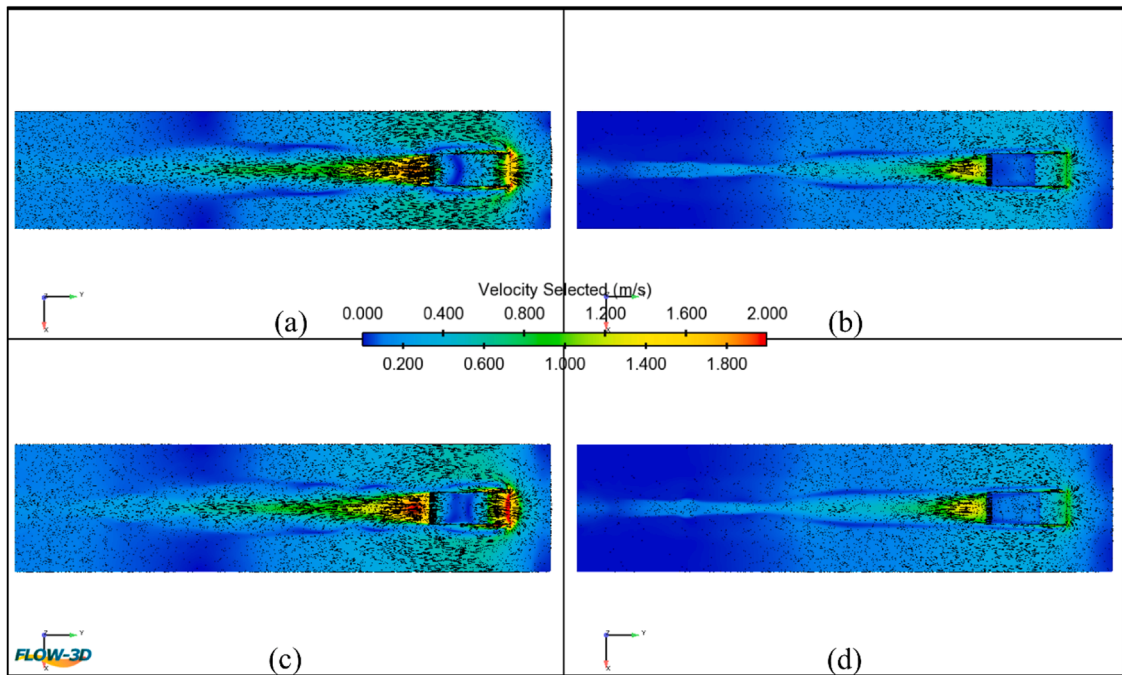 Velocity Selected (m/s)
(a)
0.000 0.400 0.800 1.200 1.600 2.000
(b)
0.200 0.600 1.000 1.400 1.800
z y
x
z y
x
z y
x
z y
x
FLOW-3D
(c)
(d)